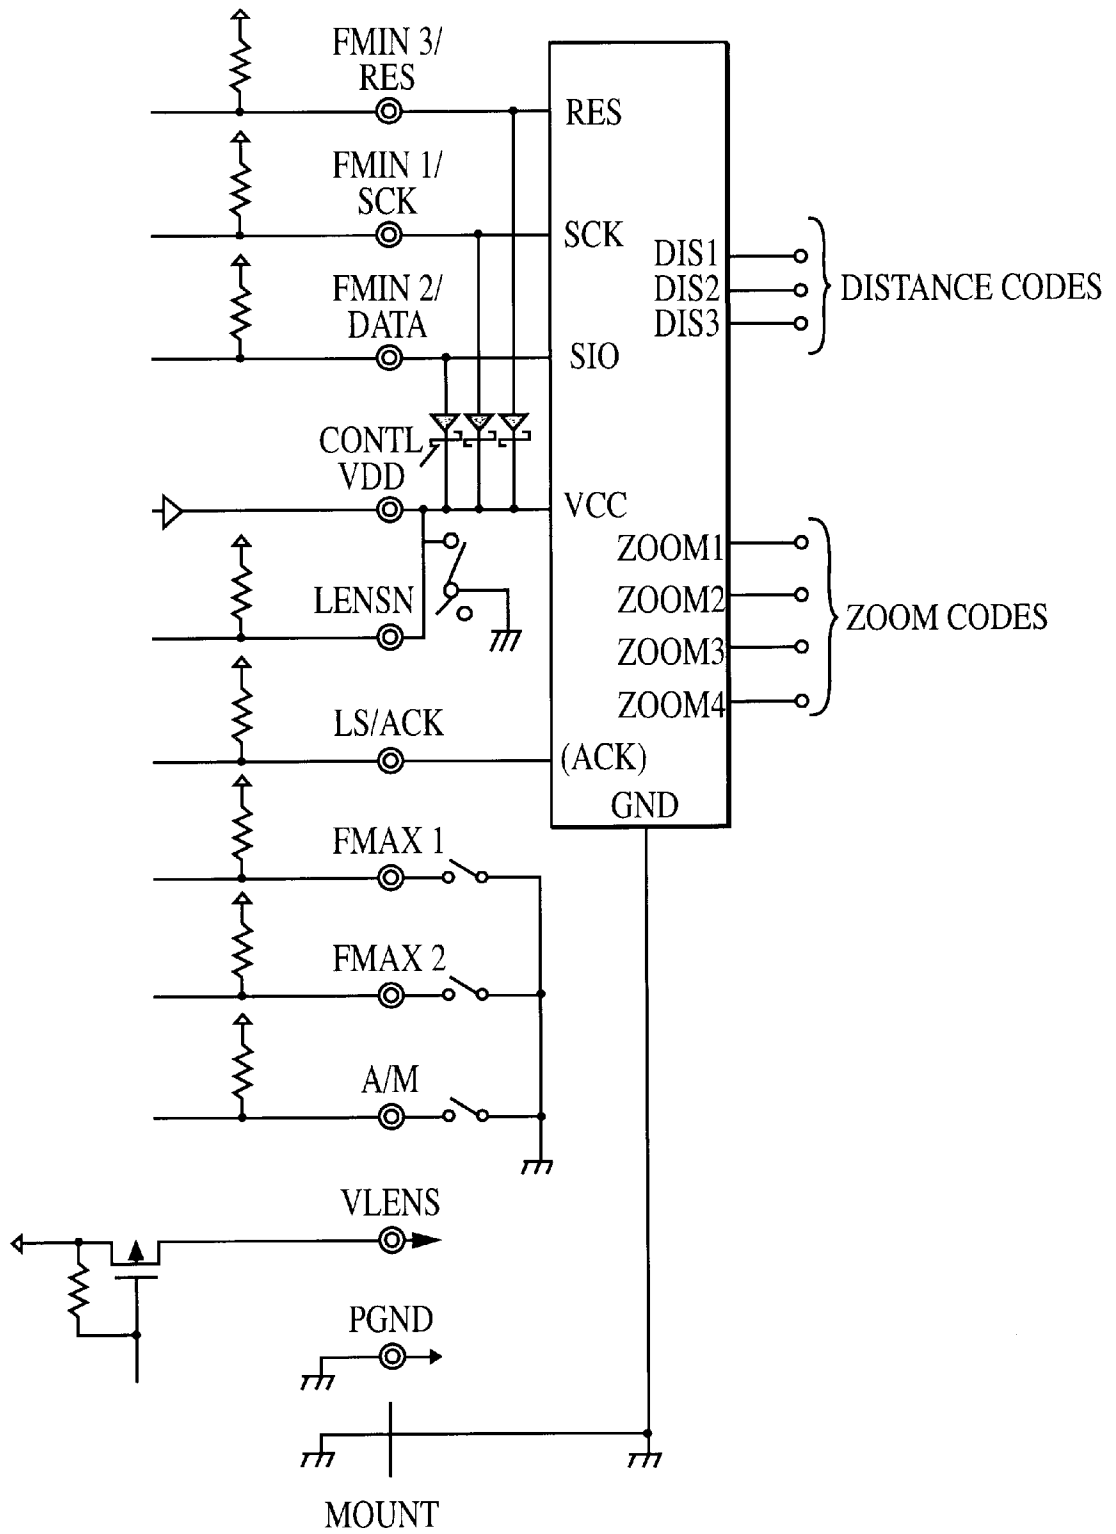 FMIN 3/
RES
RES
FMIN 1/
SCK
SCK
FMIN 2/
DATA
SIO
DIS1
DIS2
DIS3
DISTANCE CODES
CONTL
VDD
VCC
ZOOM1
ZOOM2
ZOOM3
ZOOM4
ZOOM CODES
LENSN
LS/ACK
(ACK)
GND
FMAX 1
FMAX 2
A/M
VLENS
PGND
MOUNT